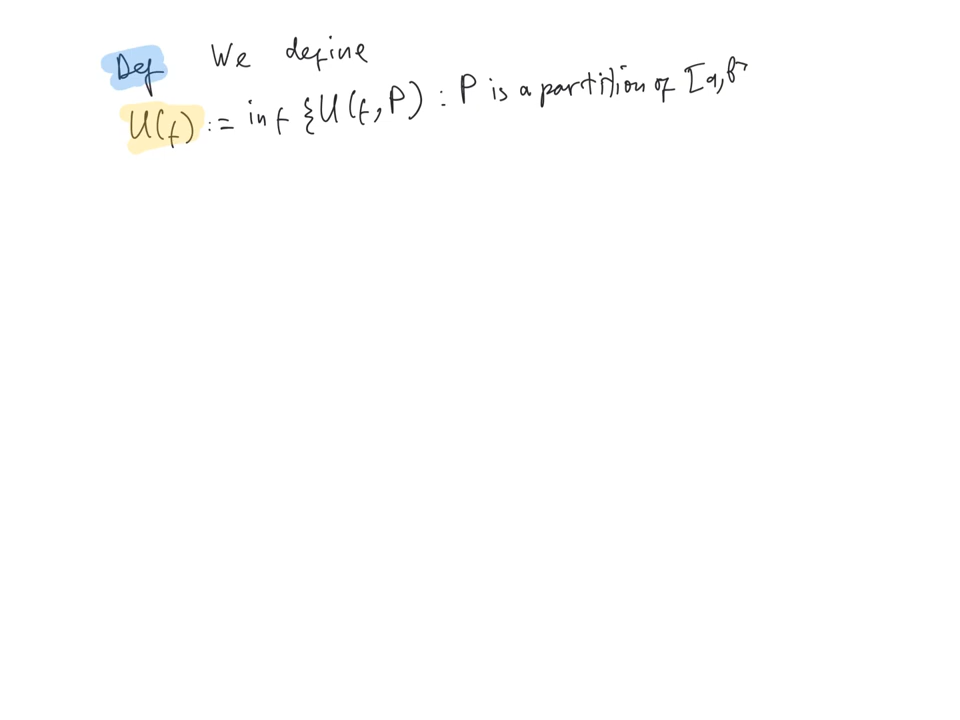 Def We define
U(f) := inf {U(f,P) : P is a partition of [a,b